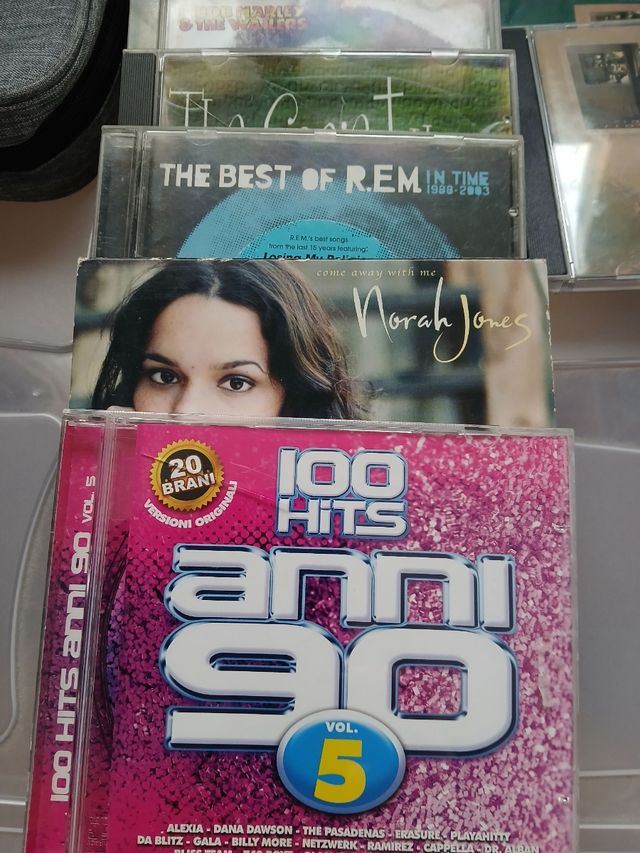 BOB MARLEY
& THE WAILERS
THE BEST OF R.E.M. IN TIME
1988-2003
R.E.M.'s best songs
from the last 15 years featuring:
Losing My Religion
come away with me
Norah Jones
20
BRANI
VERSIONI ORIGINALI
100
HiTS
anni
90
VOL.
5
100 HITS anni 90 VOL. 5
ALEXIA - DANA DAWSON - THE PASADENAS - ERASURE - PLAYAHITTY
DA BLITZ - GALA - BILLY MORE - NETZWERK - RAMIREZ - CAPPELLA - DR. ALBAN